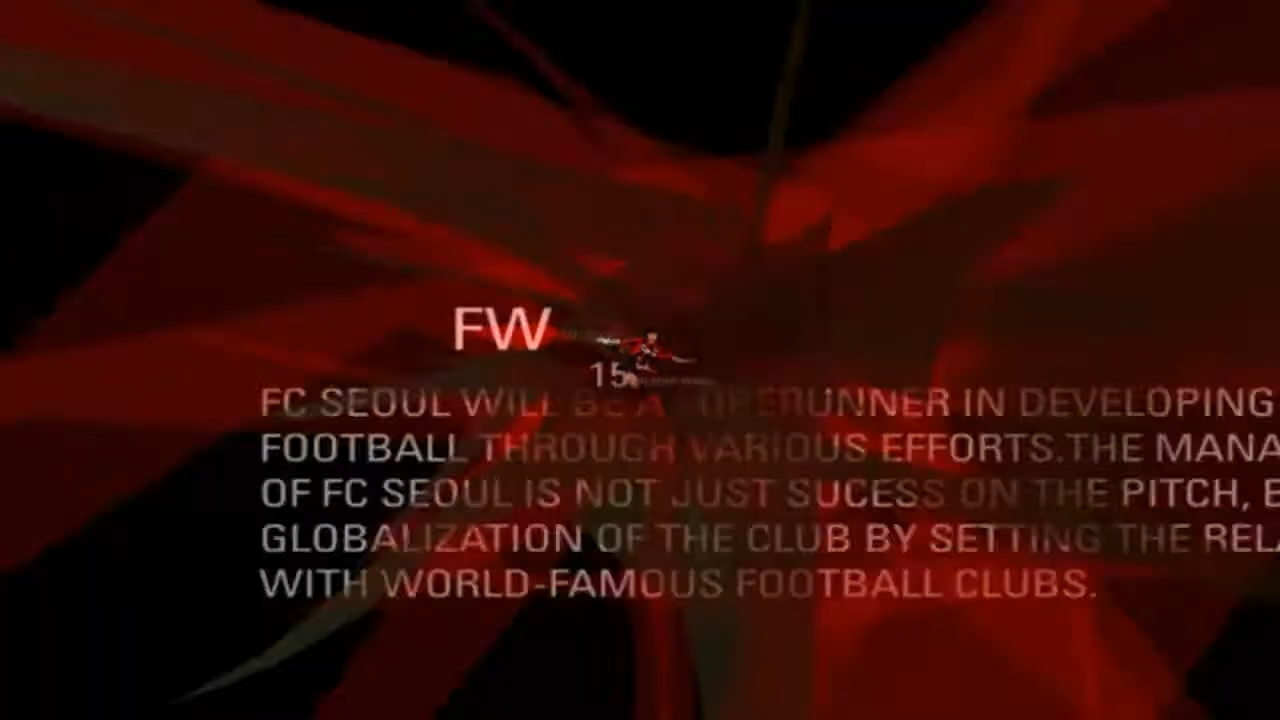 FW
15
FC SEOUL WILL BE A FORERUNNER IN DEVELOPING
FOOTBALL THROUGH VARIOUS EFFORTS.THE MANA
OF FC SEOUL IS NOT JUST SUCESS ON THE PITCH, B
GLOBALIZATION OF THE CLUB BY SETTING THE RELA
WITH WORLD-FAMOUS FOOTBALL CLUBS.